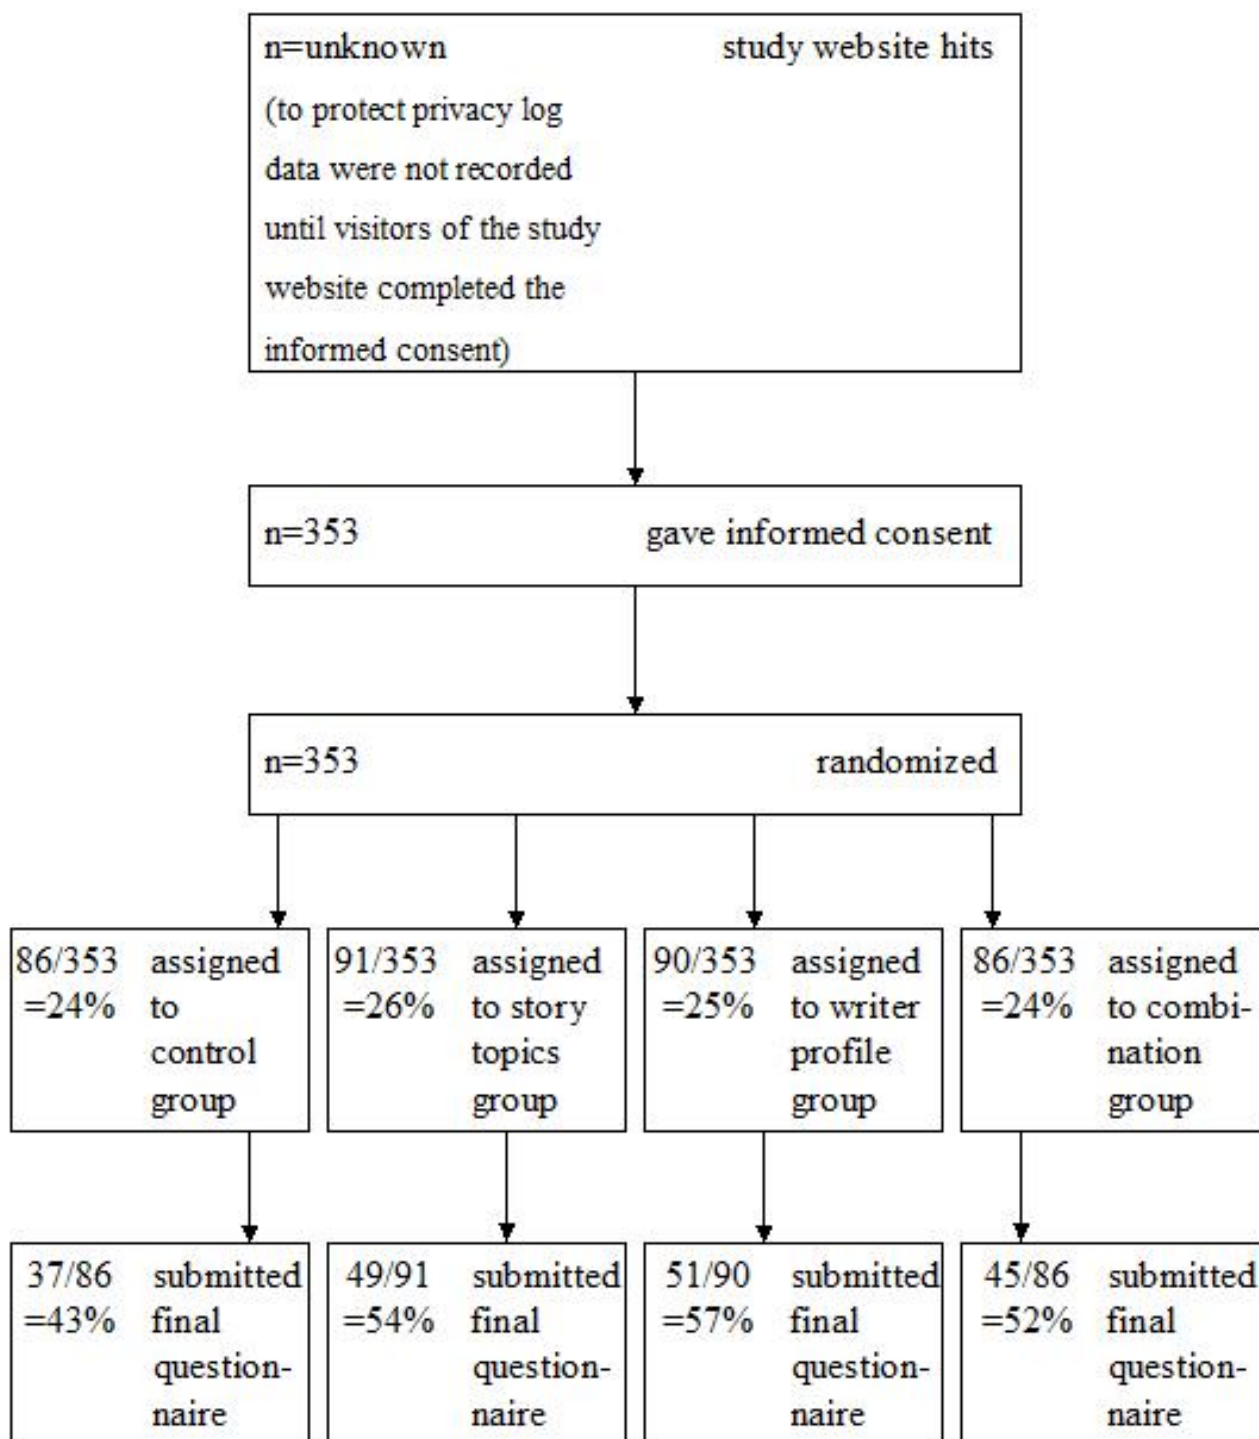 n=unknown study website hits
(to protect privacy log
data were not recorded
until visitors of the study
website completed the
informed consent)
n=353 gave informed consent
n=353 randomized
86/353 assigned
=24% to
control
group
91/353 assigned
=26% to story
topics
group
90/353 assigned
=25% to writer
profile
group
86/353 assigned
=24% to combi-
nation
group
37/86 submitted
=43% final
question-
naire
49/91 submitted
=54% final
question-
naire
51/90 submitted
=57% final
question-
naire
45/86 submitted
=52% final
question-
naire